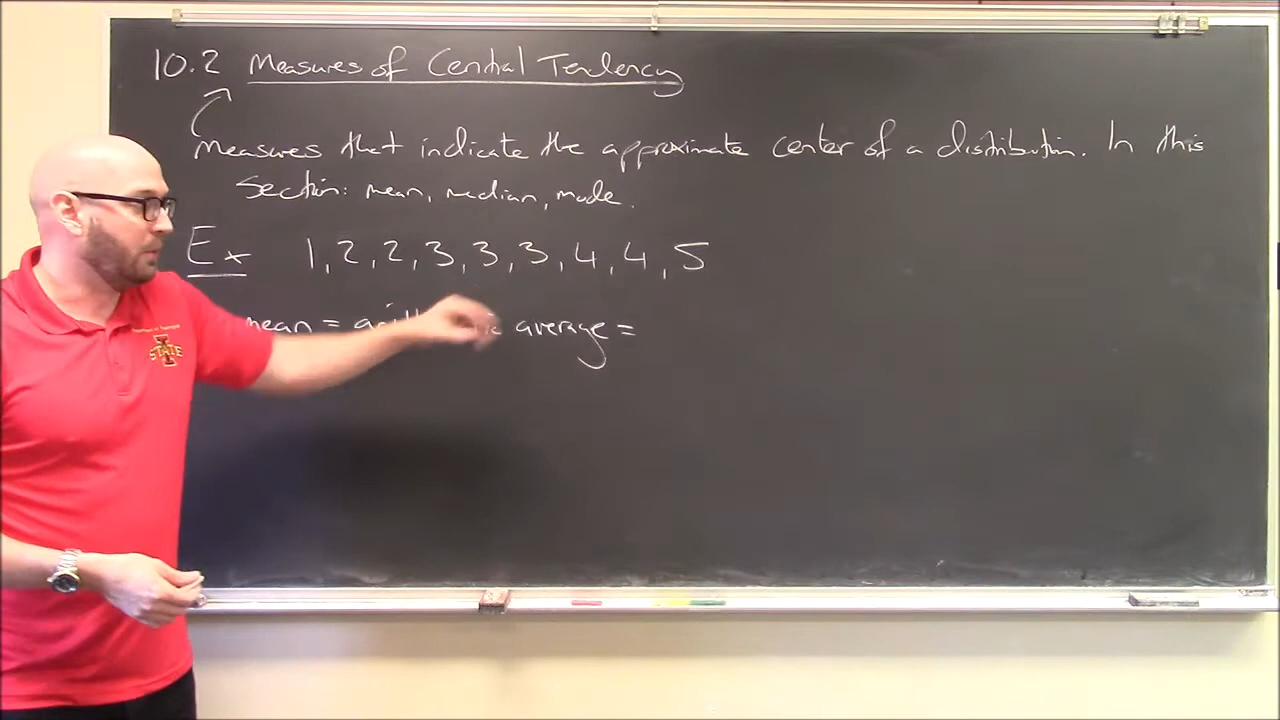 10.2 Measures of Central Tendency
measures that indicate the approximate center of a distribution. In this
section: mean, median, mode.
Ex 1, 2, 2, 3, 3, 3, 4, 4, 5
mean = average =
STATE